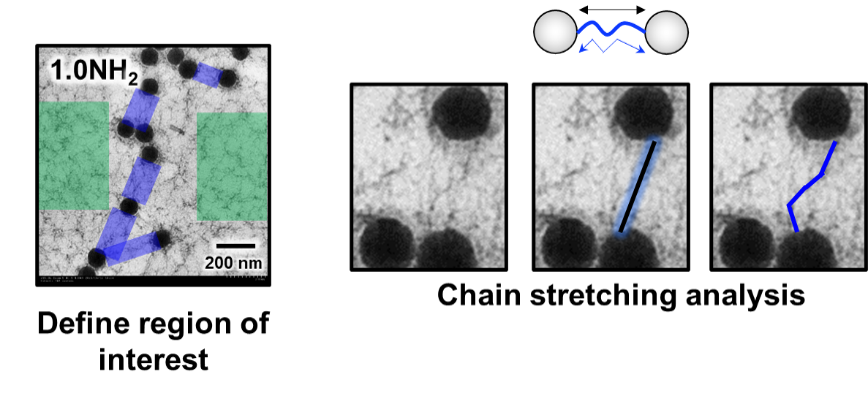 1.0NH₂
200 nm
Define region of
interest
Chain stretching analysis